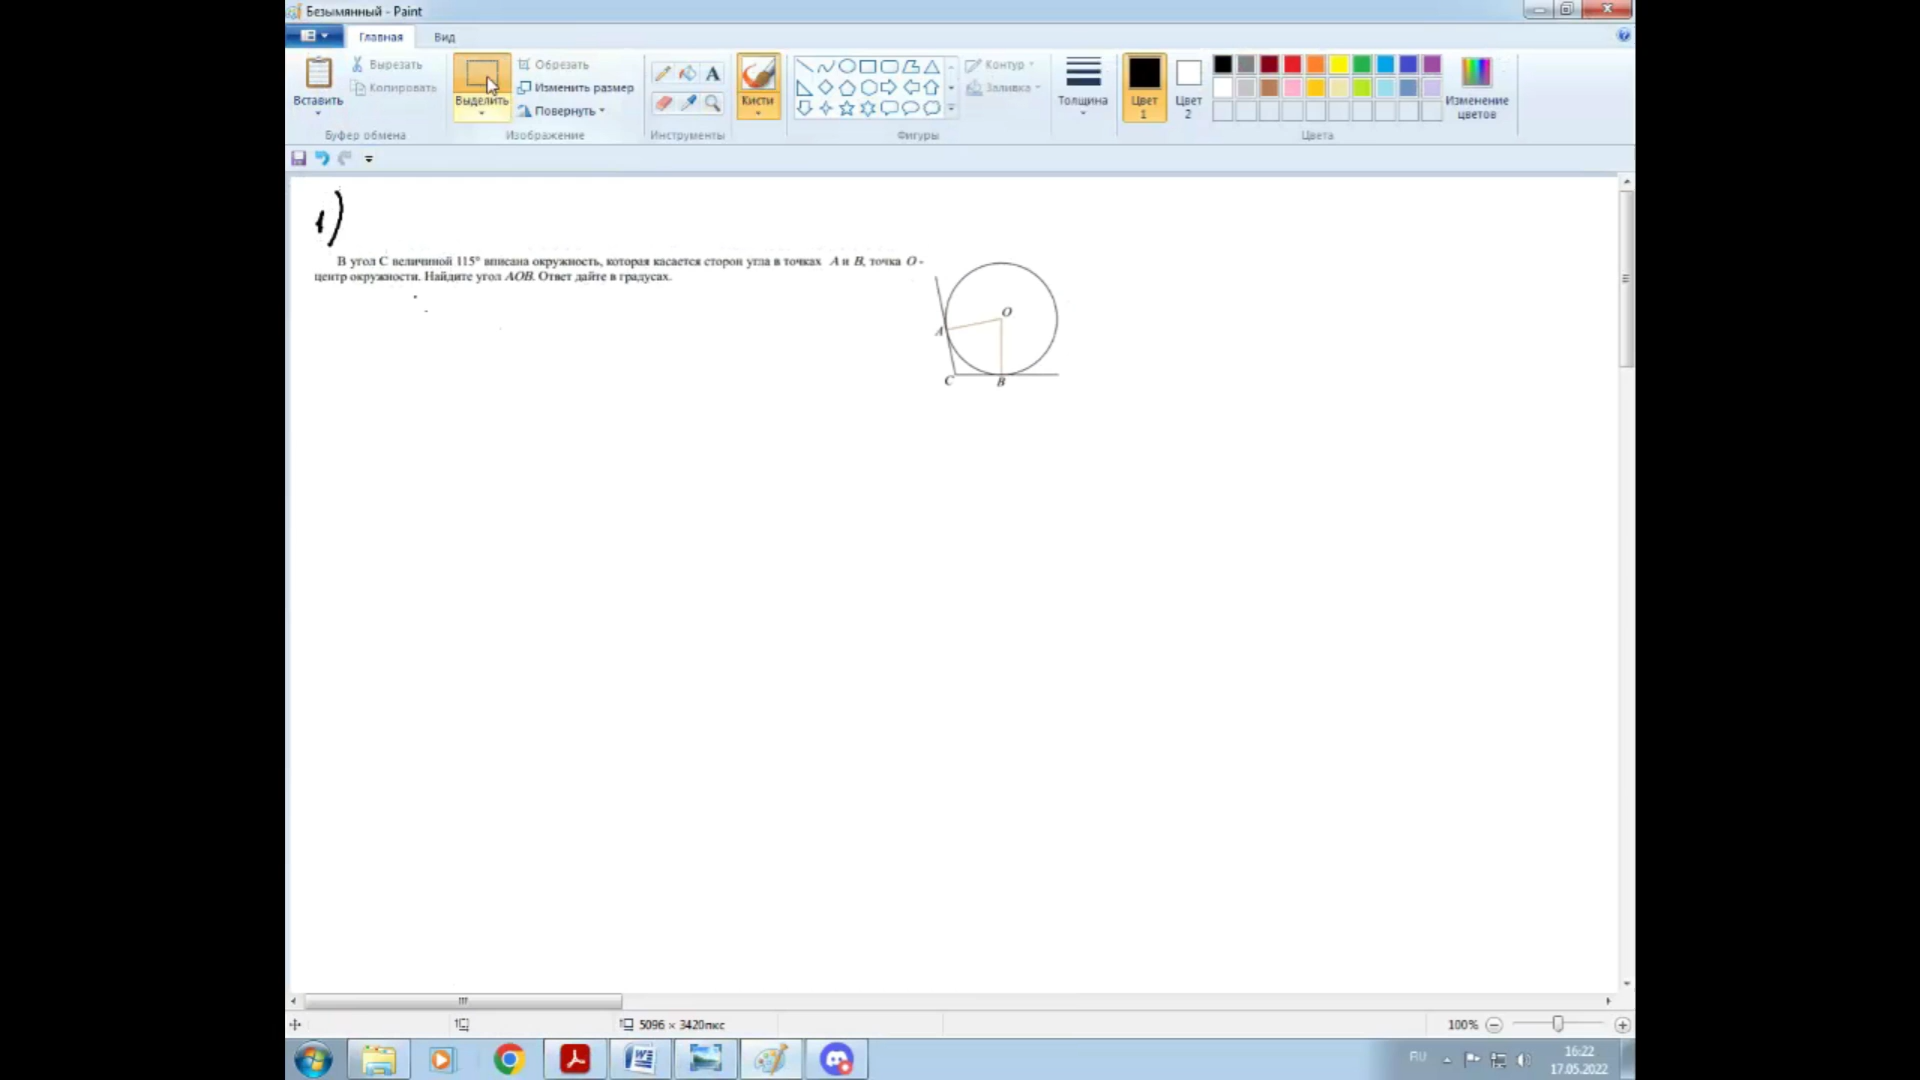 Безымянный - Paint
Главная
Вид
Вставить
Вырезать
Копировать
Буфер обмена
Выделить
Обрезать
Изменить размер
Повернуть
Изображение
A
Инструменты
Кисти
Фигуры
Контур
Заливка
Толщина
Цвет 1
Цвет 2
Цвета
Изменение цветов
1)
В угол С величиной 115° вписана окружность, которая касается сторон угла в точках A и B, точка O -
центр окружности. Найдите угол AOB. Ответ дайте в градусах.
O
A
C
B
5096 × 3420пкс
100%
RU
16:22
17.05.2022